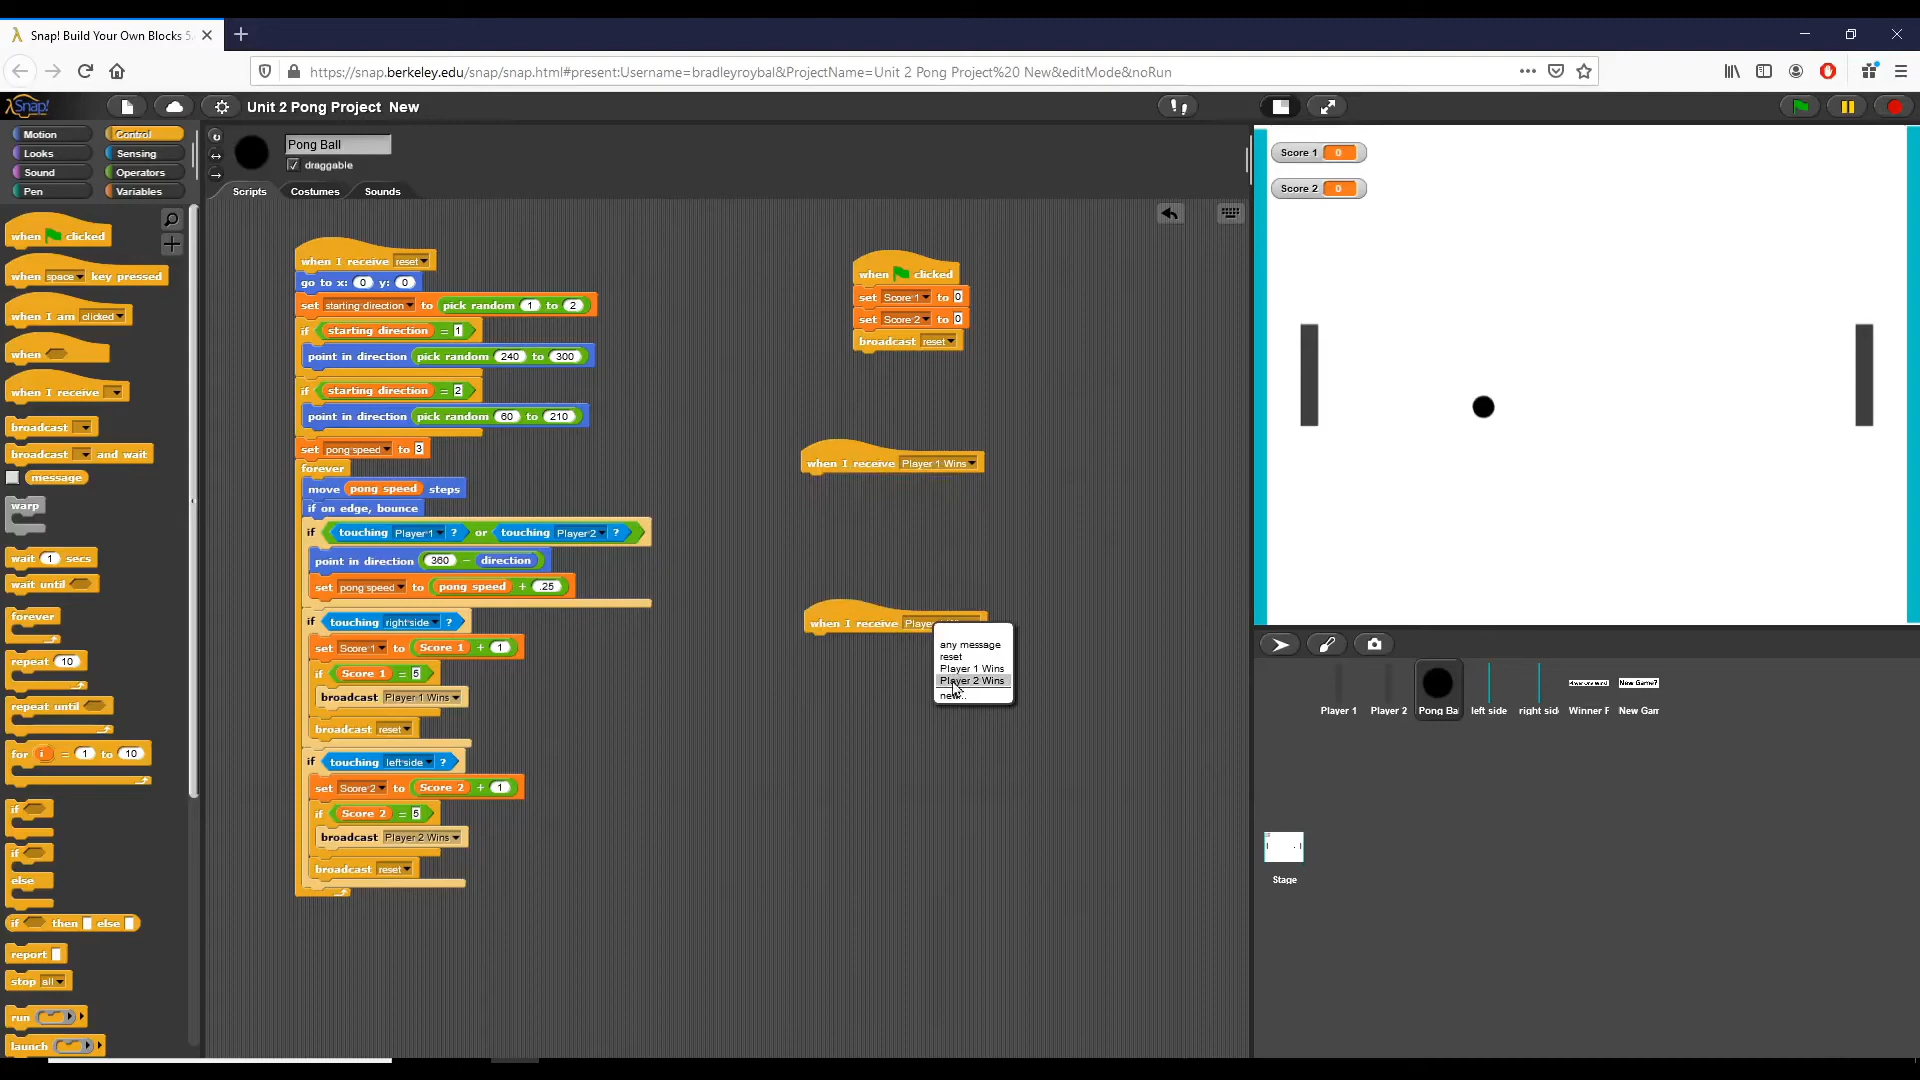 Snap! Build Your Own Blocks 5.
https://snap.berkeley.edu/snap/snap.html#present:Username=bradleyroybal&ProjectName=Unit 2 Pong Project%20 New&editMode&noRun
Snap!
Unit 2 Pong Project  New
Motion
Control
Looks
Sensing
Sound
Operators
Pen
Variables
when clicked
when space key pressed
when I am clicked
when
when I receive
broadcast
broadcast and wait
message
warp
wait 1 secs
wait until
forever
repeat 10
repeat until
for i = 1 to 10
if
if
else
if then else
report
stop all
run
launch
Pong Ball
draggable
Scripts
Costumes
Sounds
when I receive reset
go to x: 0 y: 0
set starting direction to pick random 1 to 2
if starting direction = 1
point in direction pick random 240 to 300
if starting direction = 2
point in direction pick random 60 to 210
set pong speed to 3
forever
move pong speed steps
if on edge, bounce
if touching Player 1 ? or touching Player 2 ?
point in direction 360 - direction
set pong speed to pong speed + .25
if touching right side ?
set Score 1 to Score 1 + 1
if Score 1 = 5
broadcast Player 1 Wins
broadcast reset
if touching left side ?
set Score 2 to Score 2 + 1
if Score 2 = 5
broadcast Player 2 Wins
broadcast reset
when clicked
set Score 1 to 0
set Score 2 to 0
broadcast reset
when I receive Player 1 Wins
when I receive
any message
reset
Player 1 Wins
Player 2 Wins
Score 1 0
Score 2 0
New Game?
Player 1
Player 2
Pong Ba
left side
right sid
Winner F
New Gam
Stage